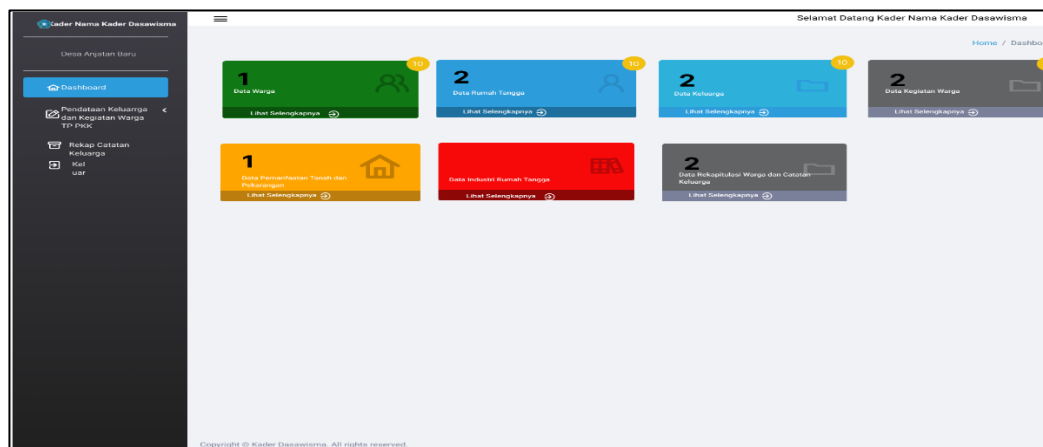 Kader Nama Kader Dasawisma
Desa Anjatan Baru
Dashboard
Pendataan Keluarrga
dan Kegiatan Warga
TP PKK
Rekap Catatan
Keluarga
Kel
uar
Selamat Datang Kader Nama Kader Dasawisma
Home / Dashbo
10
1
Data Warga
Lihat Selengkapnya
10
2
Data Rumah Tangga
Lihat Selengkapnya
10
2
Data Keluarga
Lihat Selengkapnya
2
Data Kegiatan Warga
Lihat Selengkapnya
1
Data Pemanfaatan Tanah dan
Pekarangan
Lihat Selengkapnya
Data Industri Rumah Tangga
Lihat Selengkapnya
2
Data Rekapitulasi Warga dan Catatan
Keluarga
Lihat Selengkapnya
Copyright © Kader Dasawisma. All rights reserved.